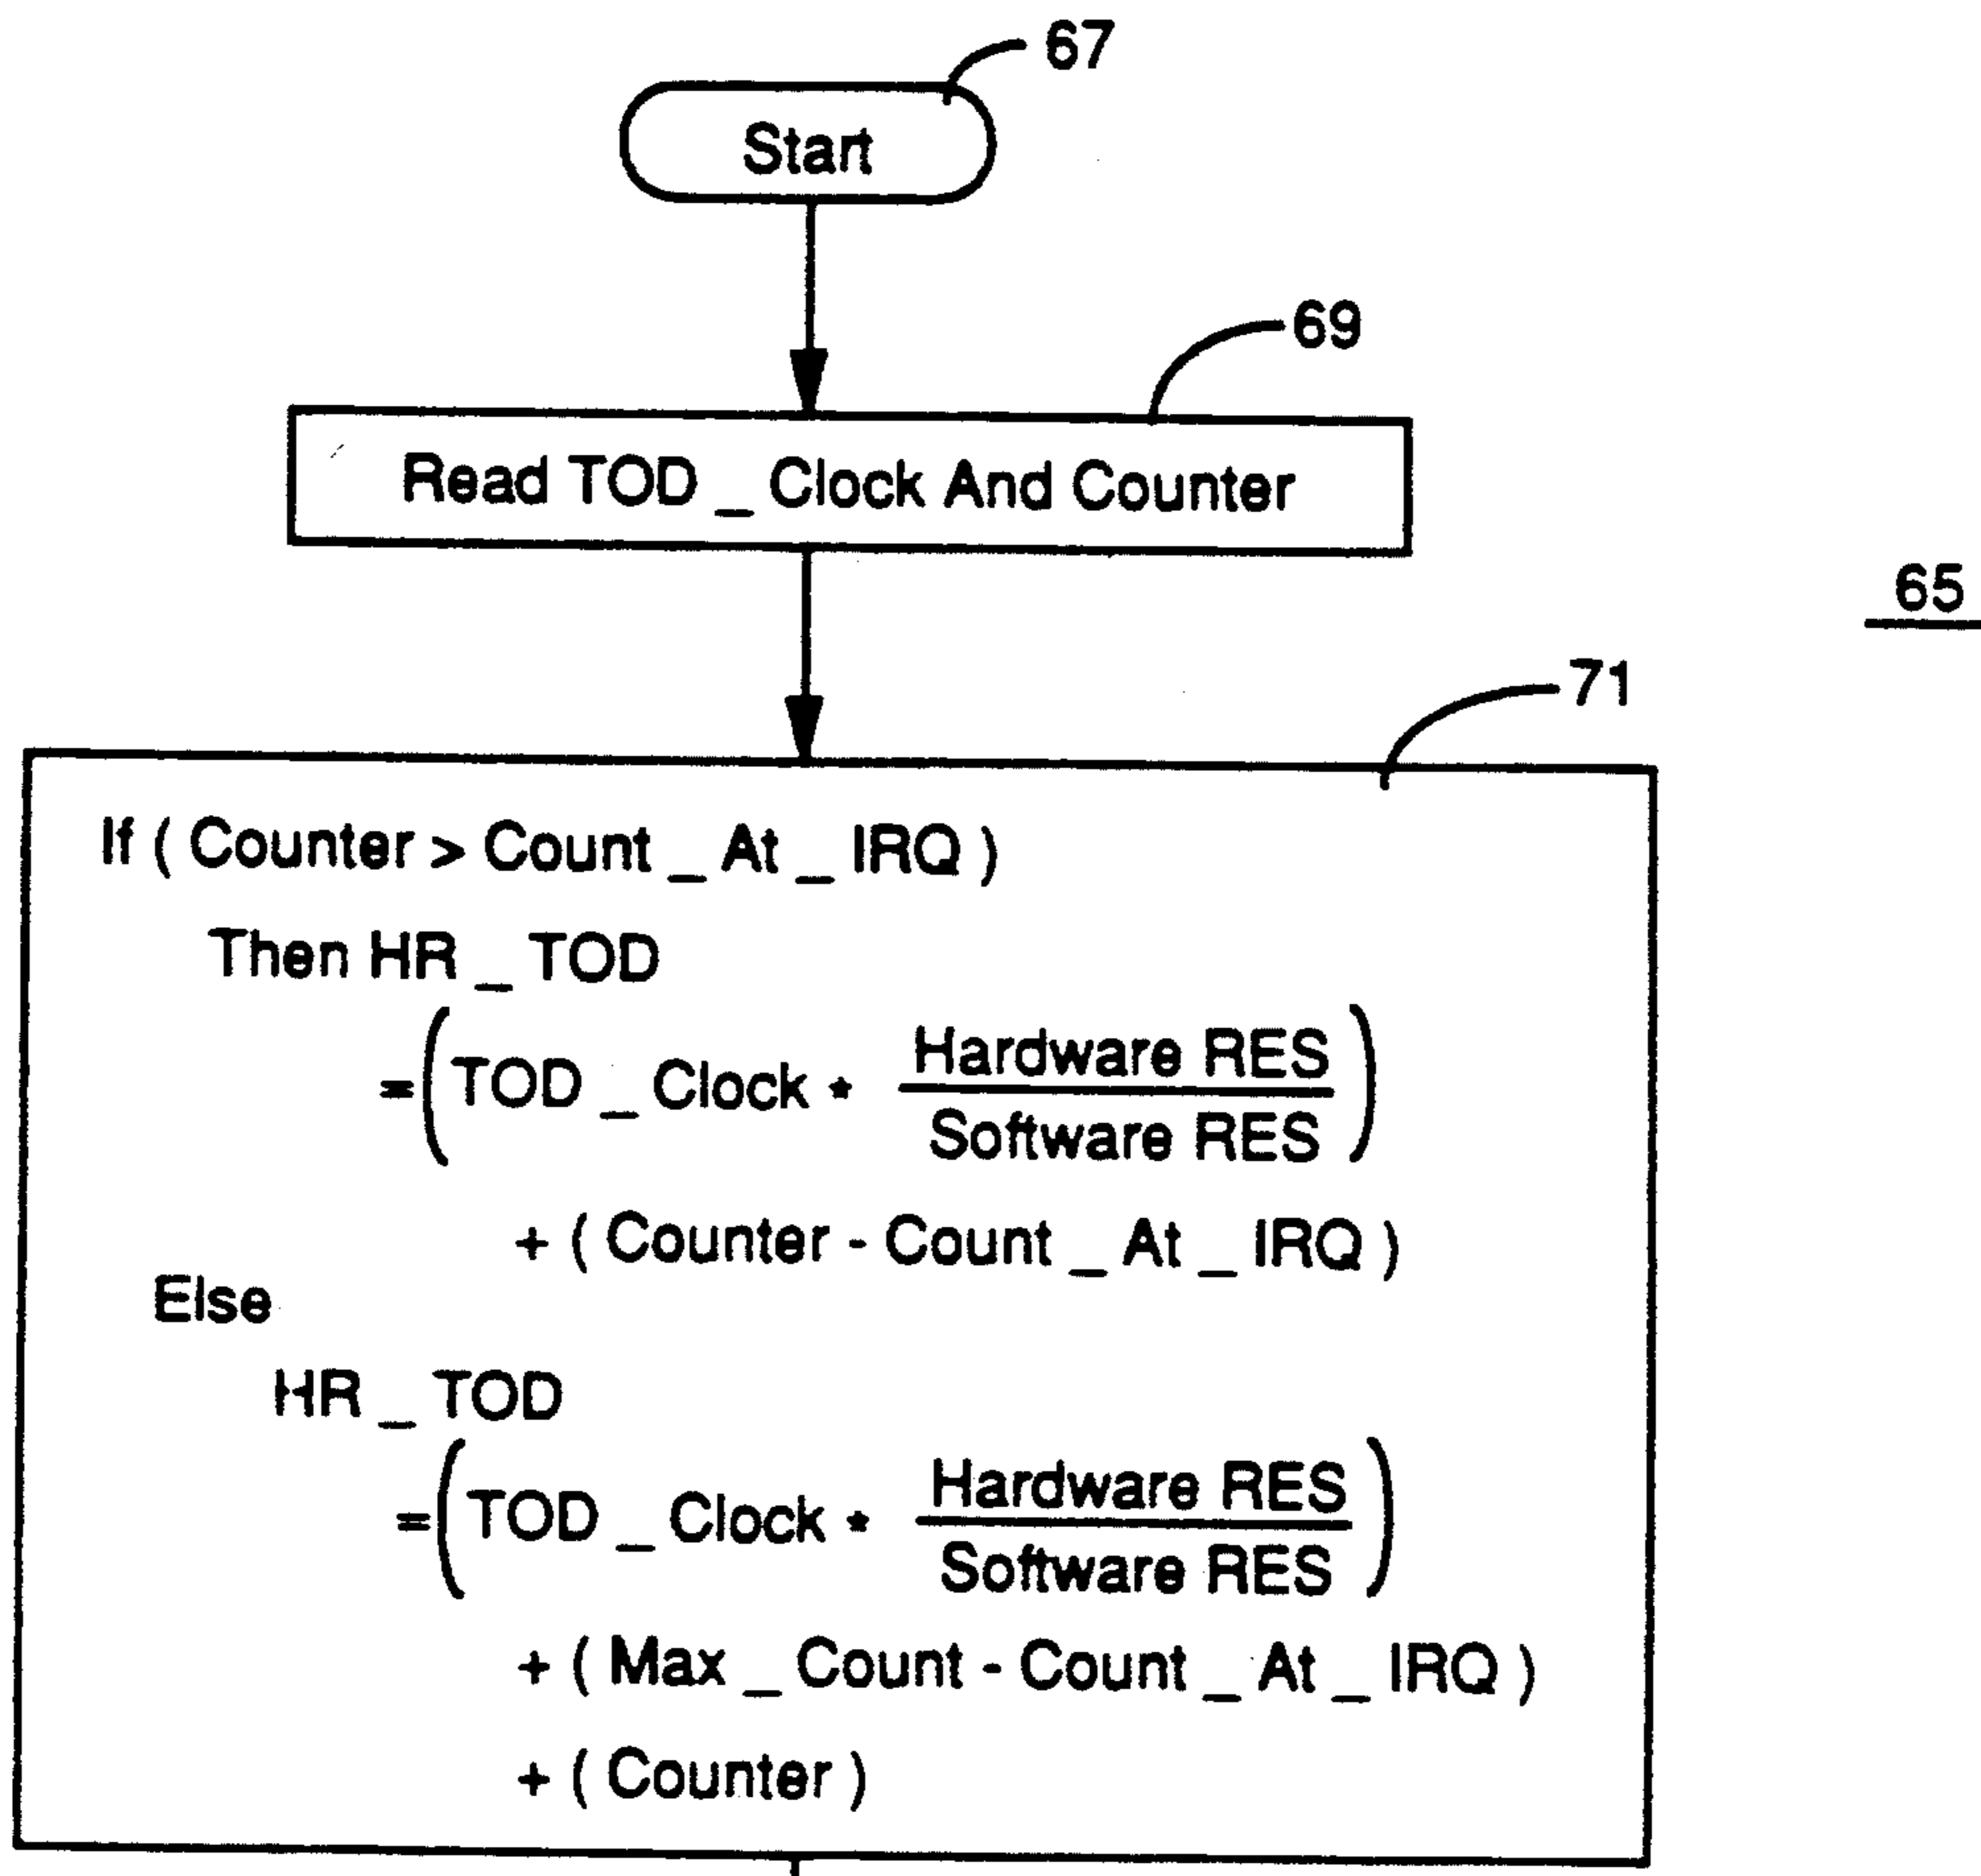 67
Start
69
Read TOD _ Clock And Counter
65
71
If ( Counter > Count _ At _ IRQ )
Then HR _ TOD
= ( TOD _ Clock * Hardware RES
Software RES )
+ ( Counter - Count _ At _ IRQ )
Else
HR _ TOD
= ( TOD _ Clock * Hardware RES
Software RES )
+ ( Max _ Count - Count _ At _ IRQ )
+ ( Counter )